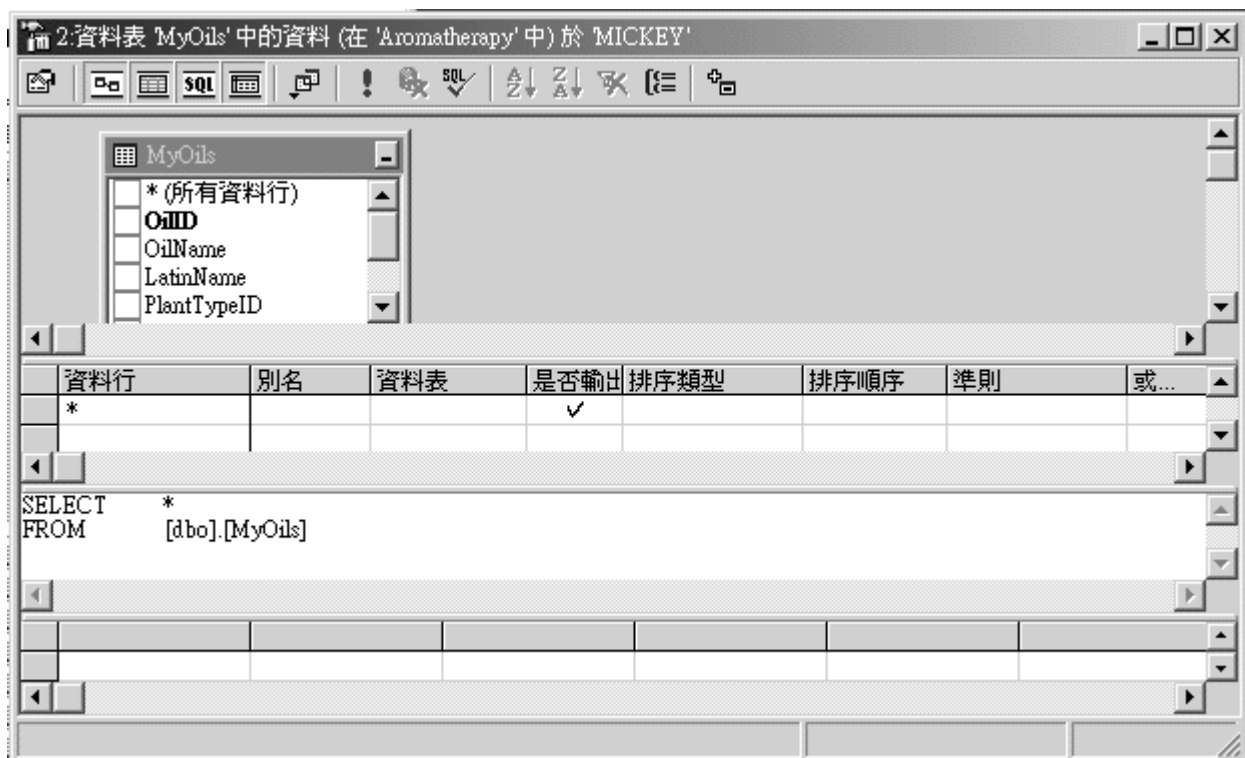 2:資料表 'MyOils' 中的資料 (在 'Aromatherapy' 中) 於 'MICKEY'
SQL SQL A Z Z A
MyOils
* (所有資料行)
OilID
OilName
LatinName
PlantTypeID
資料行 別名 資料表 是否輸出 排序類型 排序順序 準則 或...
*
SELECT *
FROM [dbo].[MyOils]